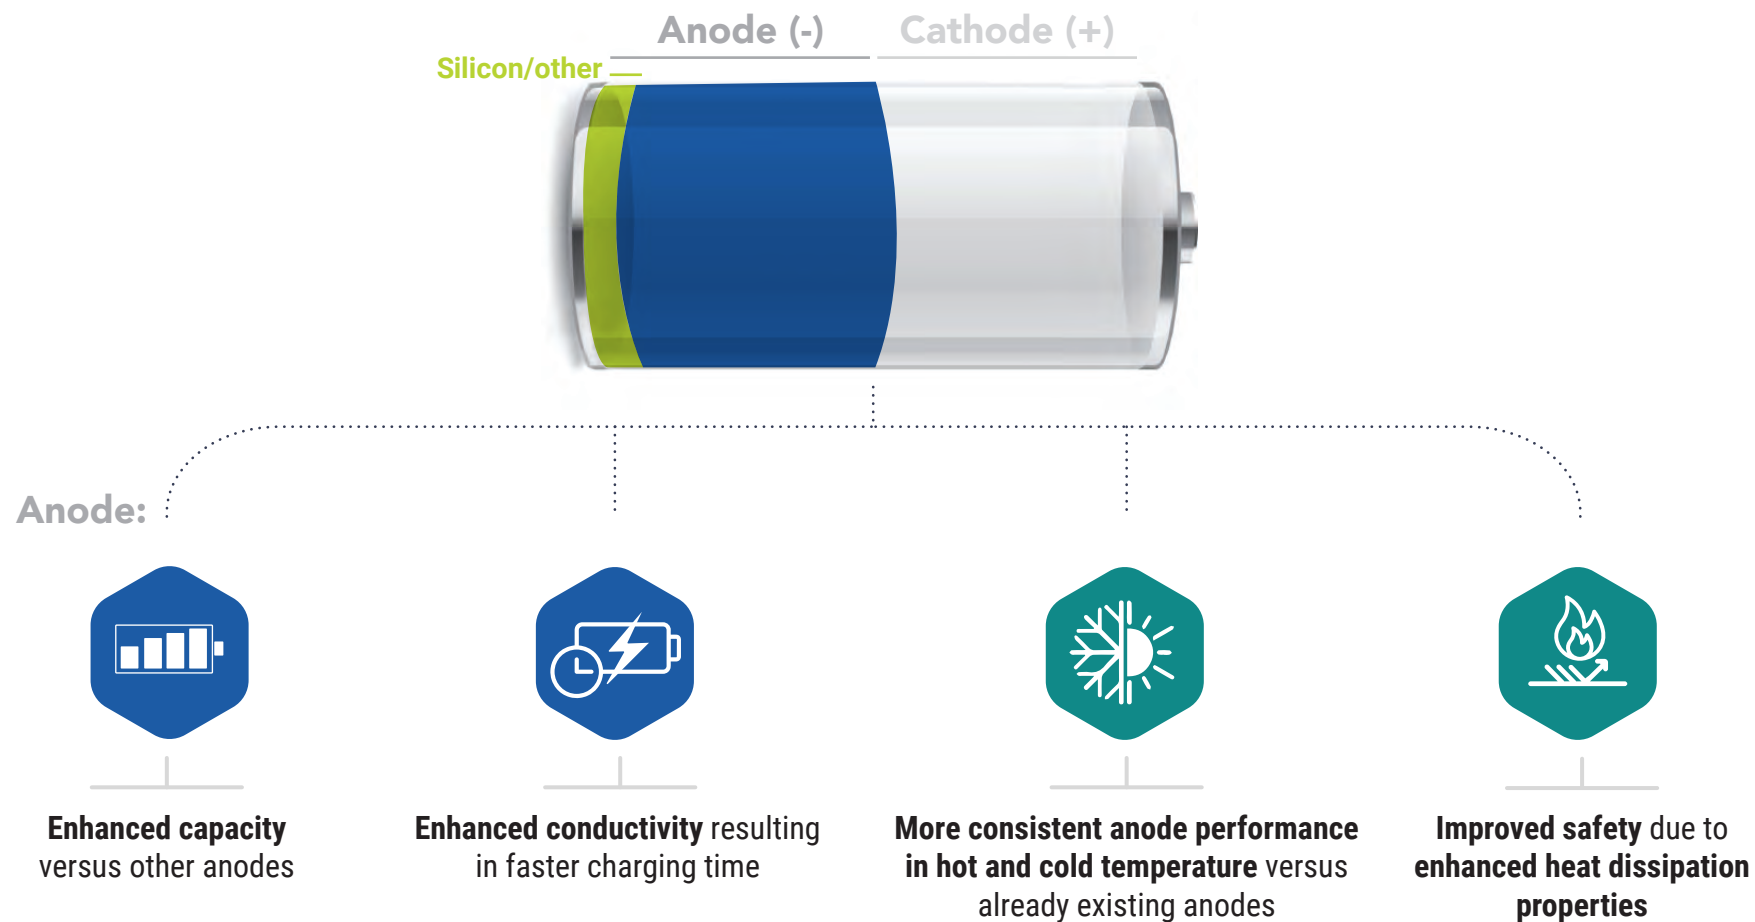 Anode (-)
Cathode (+)
Silicon/other
Anode:
Enhanced capacity
versus other anodes
Enhanced conductivity resulting
in faster charging time
More consistent anode performance
in hot and cold temperature versus
already existing anodes
Improved safety due to
enhanced heat dissipation
properties